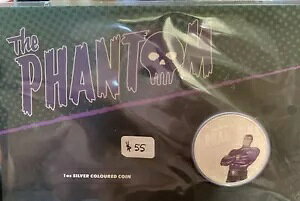 The
PHANTOM
$55
1oz SILVER COLOURED COIN